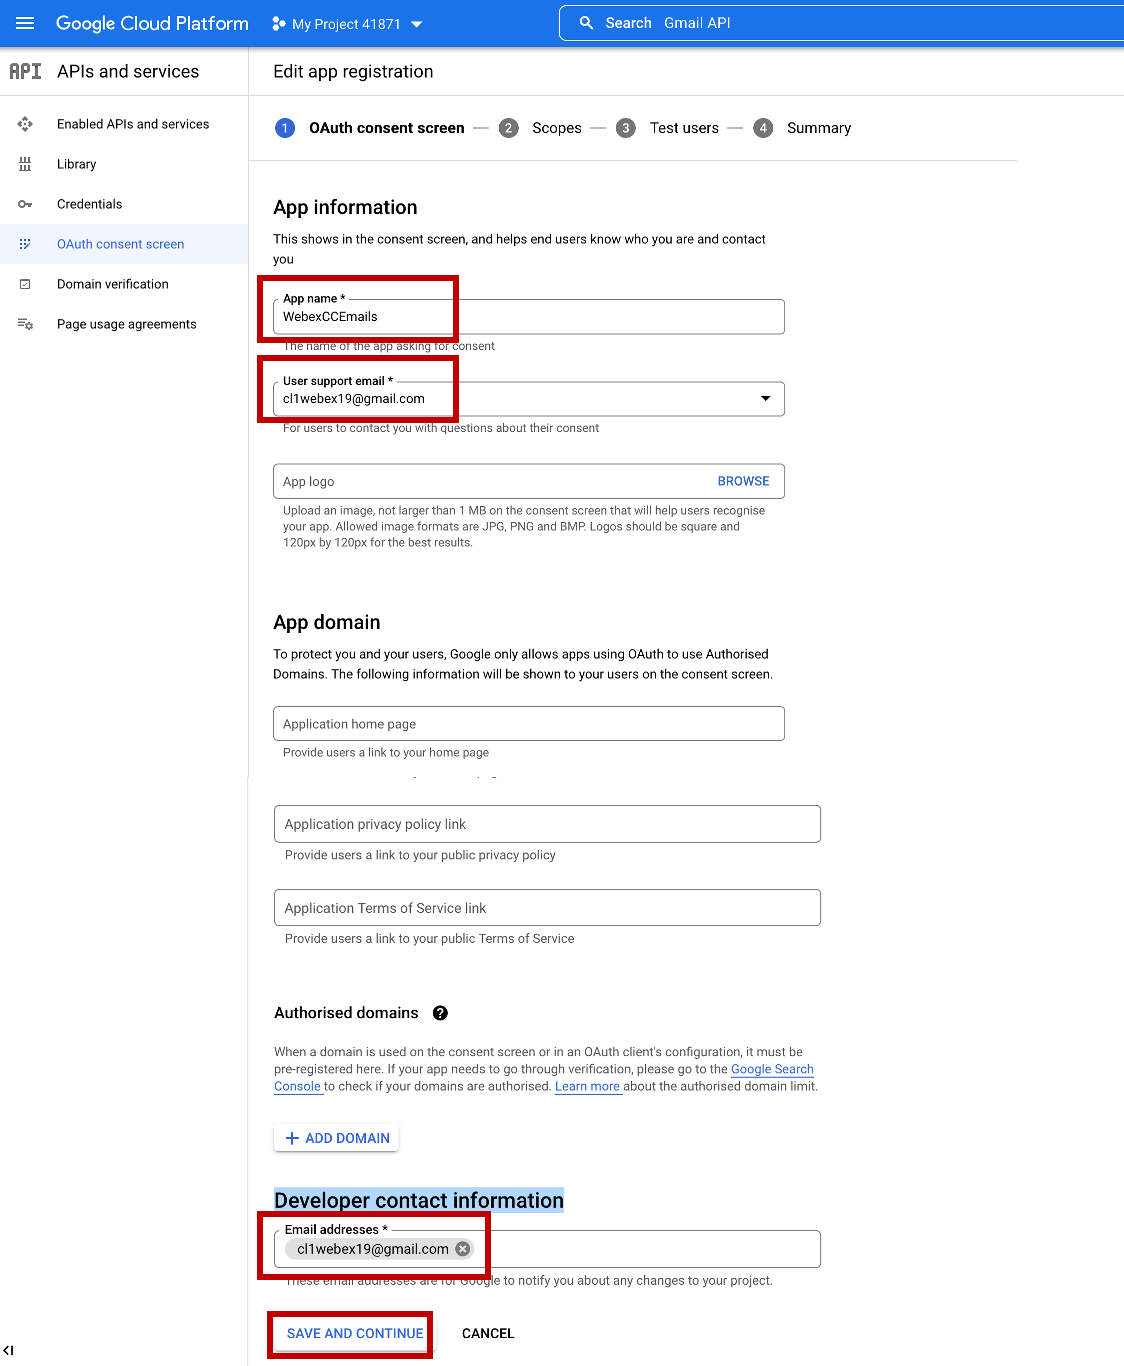 Google Cloud Platform My Project 41871 Search Gmail API
API APIs and services
Edit app registration
Enabled APIs and services
Library
Credentials
OAuth consent screen
Domain verification
Page usage agreements
1 OAuth consent screen — 2 Scopes — 3 Test users — 4 Summary
App information
This shows in the consent screen, and helps end users know who you are and contact
you
App name *
WebexCCEmails
The name of the app asking for consent
User support email *
cl1webex19@gmail.com
For users to contact you with questions about their consent
App logo BROWSE
Upload an image, not larger than 1 MB on the consent screen that will help users recognise
your app. Allowed image formats are JPG, PNG and BMP. Logos should be square and
120px by 120px for the best results.
App domain
To protect you and your users, Google only allows apps using OAuth to use Authorised
Domains. The following information will be shown to your users on the consent screen.
Application home page
Provide users a link to your home page
Application privacy policy link
Provide users a link to your public privacy policy
Application Terms of Service link
Provide users a link to your public Terms of Service
Authorised domains ?
When a domain is used on the consent screen or in an OAuth client's configuration, it must be
pre-registered here. If your app needs to go through verification, please go to the Google Search
Console to check if your domains are authorised. Learn more about the authorised domain limit.
+ ADD DOMAIN
Developer contact information
Email addresses *
cl1webex19@gmail.com
These email addresses are for Google to notify you about any changes to your project.
SAVE AND CONTINUE CANCEL